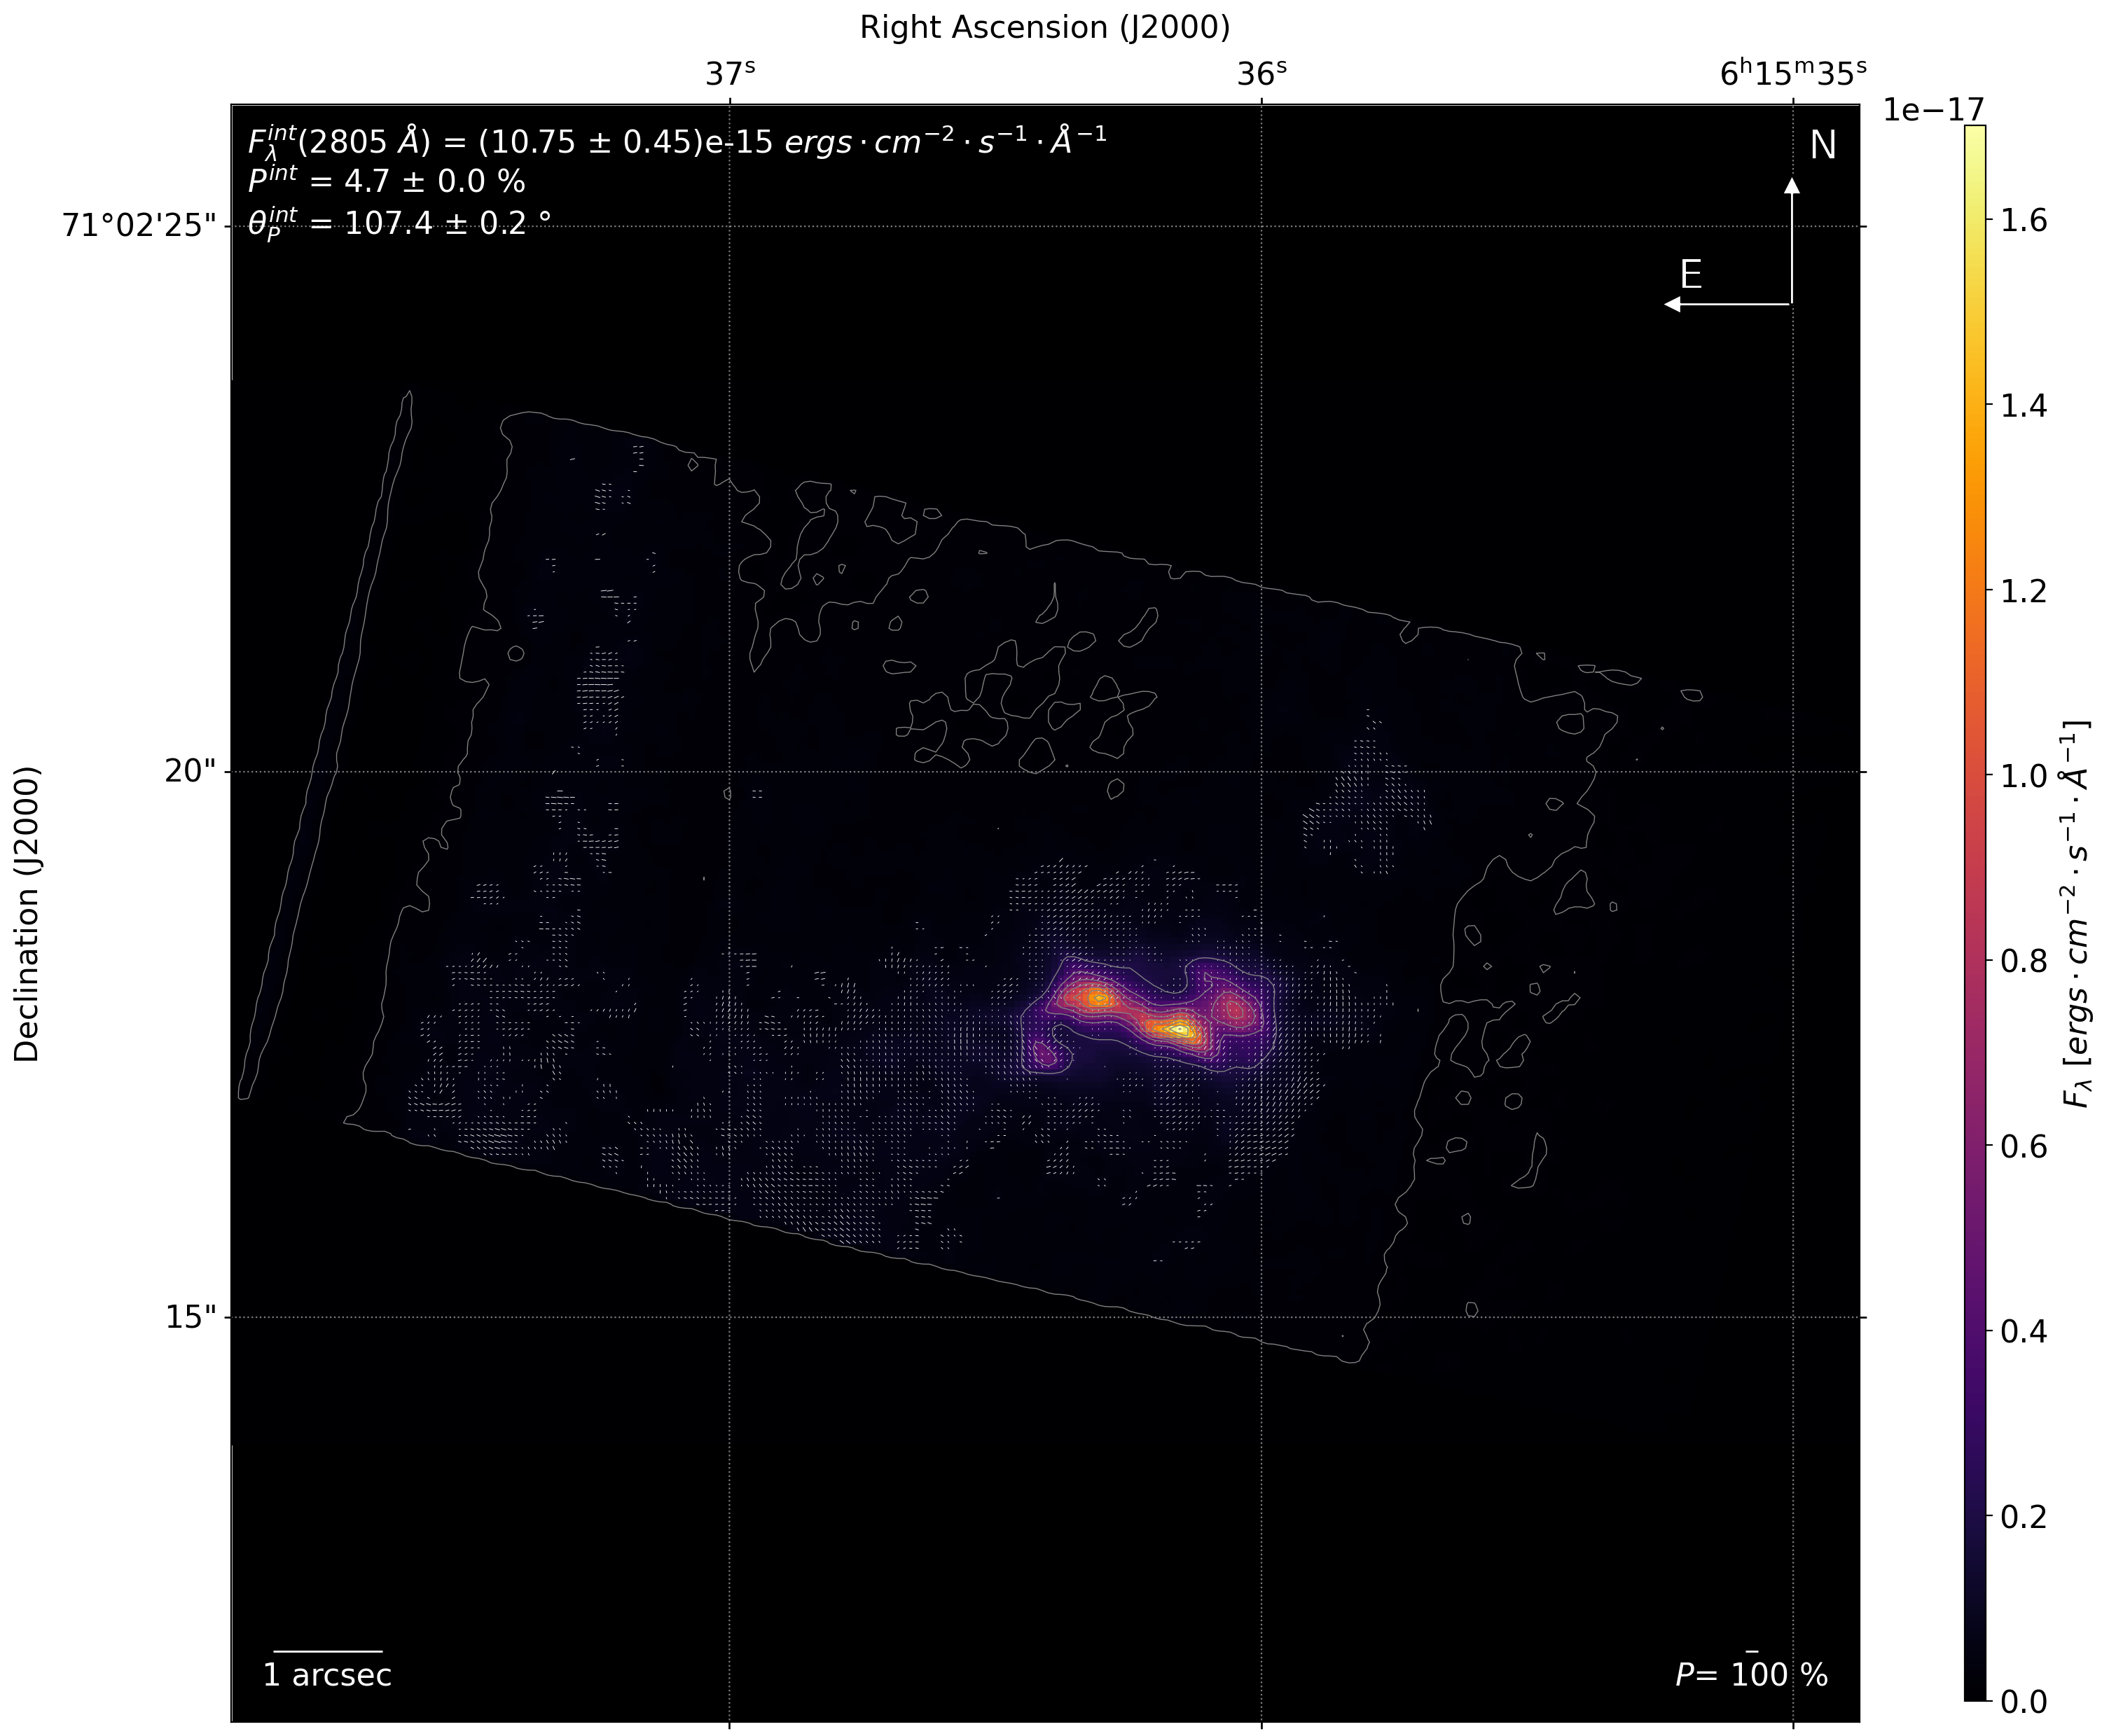 Right Ascension (J2000)
37ˢ 36ˢ 6ʰ15ᵐ35ˢ
1e−17
F_λ^int(2805 Å) = (10.75 ± 0.45)e-15 ergs · cm⁻² · s⁻¹ · Å⁻¹
P^int = 4.7 ± 0.0 %
θ_P^int = 107.4 ± 0.2 °
N
E
71°02'25"
20"
15"
Declination (J2000)
1.6
1.4
1.2
1.0
0.8
0.6
0.4
0.2
0.0
F_λ [ergs · cm⁻² · s⁻¹ · Å⁻¹]
1 arcsec
P= 100 %